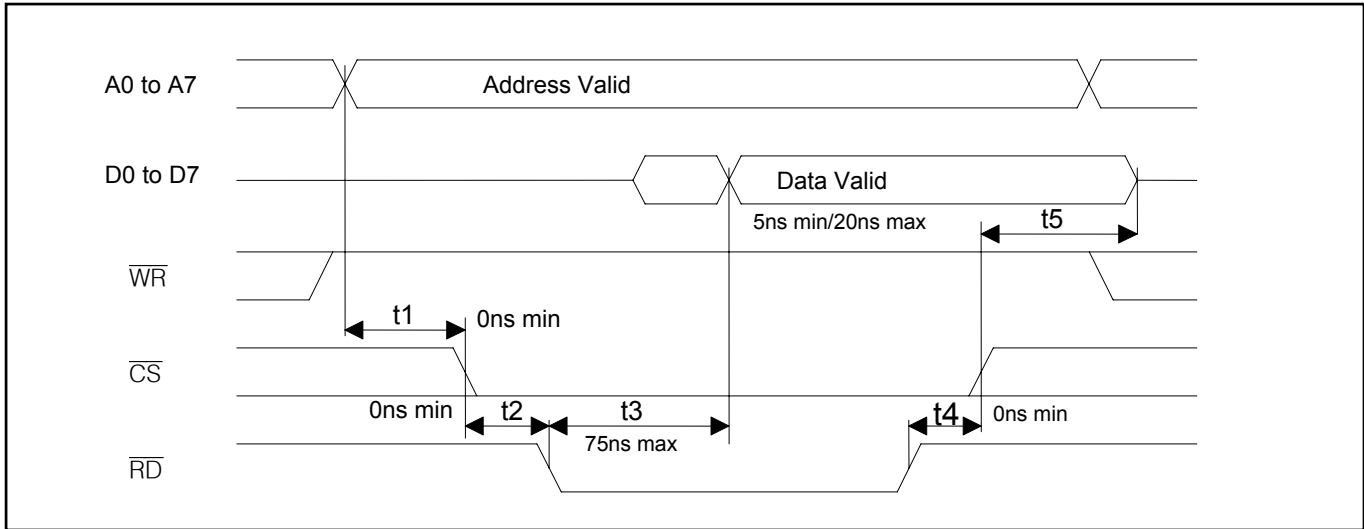 A0 to A7
Address Valid
D0 to D7
Data Valid
5ns min/20ns max
t5
WR
t1
0ns min
CS
0ns min
t2
t3
t4
0ns min
75ns max
RD